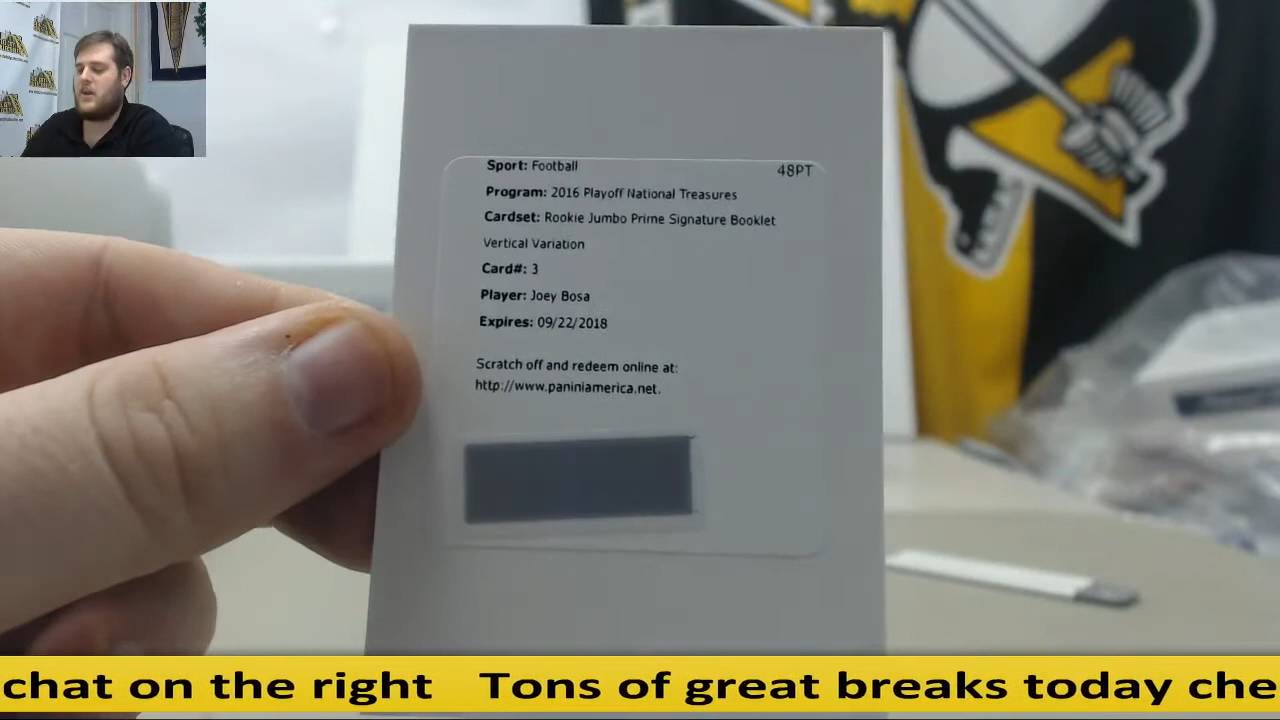 Sport: Football
48PT
Program: 2016 Playoff National Treasures
Cardset: Rookie Jumbo Prime Signature Booklet
Vertical Variation
Card#: 3
Player: Joey Bosa
Expires: 09/22/2018
Scratch off and redeem online at:
http://www.paniniamerica.net.
chat on the right Tons of great breaks today che